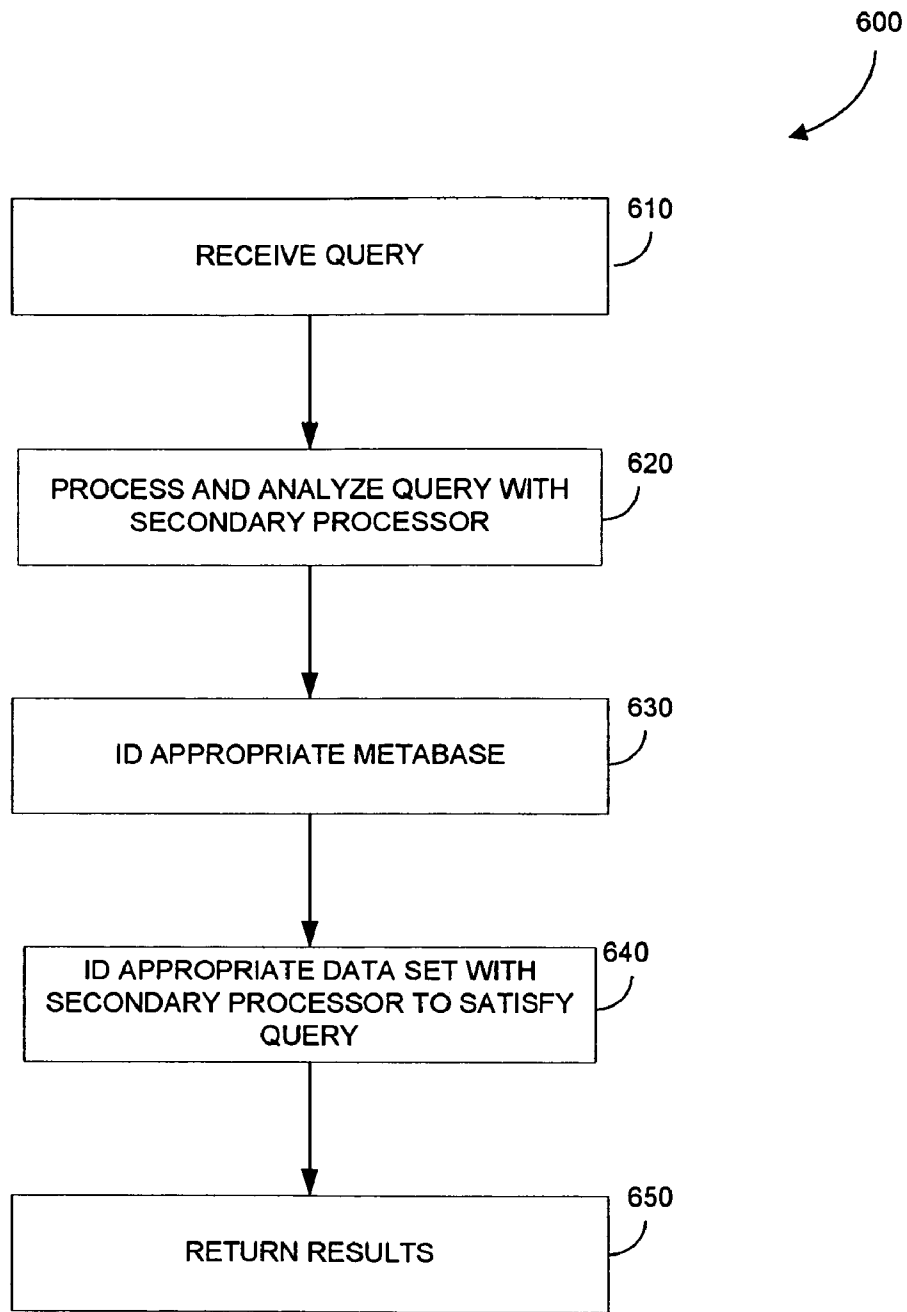 600
610
RECEIVE QUERY
620
PROCESS AND ANALYZE QUERY WITH
SECONDARY PROCESSOR
630
ID APPROPRIATE METABASE
640
ID APPROPRIATE DATA SET WITH
SECONDARY PROCESSOR TO SATISFY
QUERY
650
RETURN RESULTS